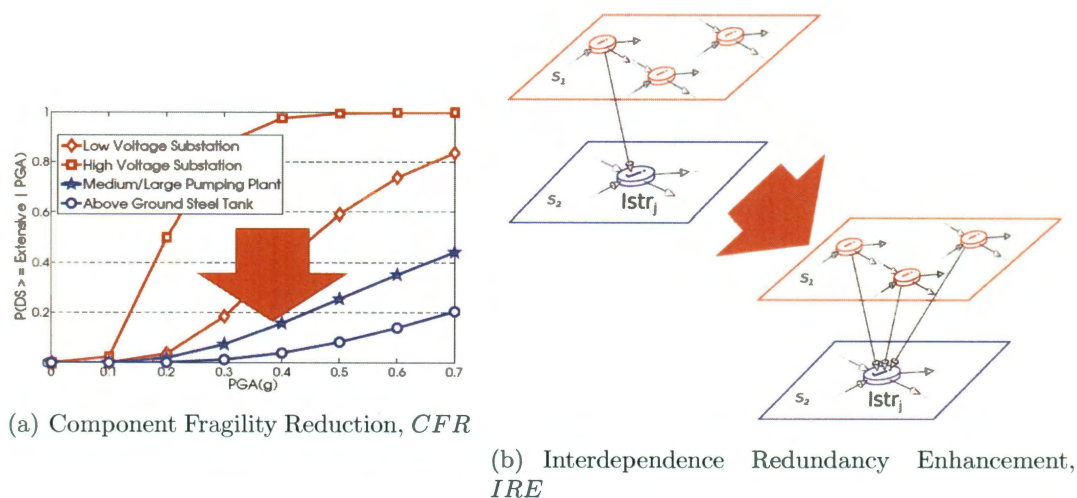 P(DS > = Extensive | PGA)
1
0.8
0.6
0.4
0.2
0
Low Voltage Substation
High Voltage Substation
Medium/Large Pumping Plant
Above Ground Steel Tank
0 0.1 0.2 0.3 0.4 0.5 0.6 0.7
PGA(g)
(a) Component Fragility Reduction, CFR
S₁
S₂
Istrⱼ
S₁
S₂
Istrⱼ
(b) Interdependence Redundancy Enhancement,
IRE